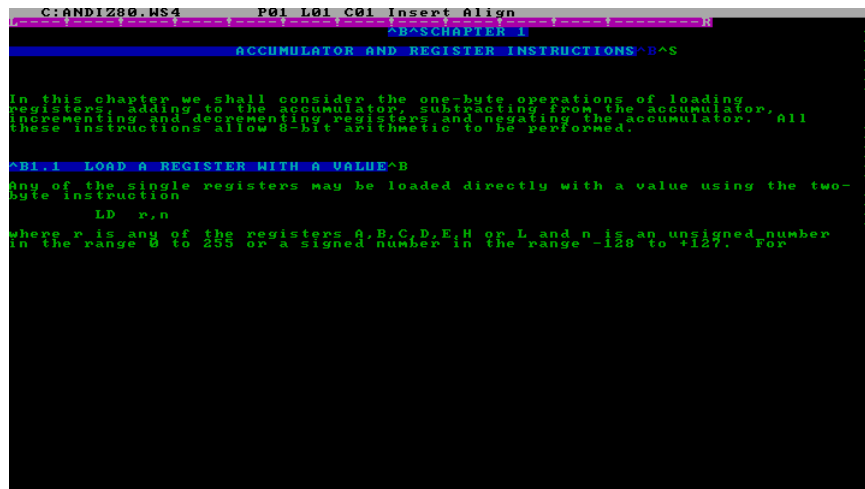 C:ANDIZ80.WS4 P01 L01 C01 Insert Align
L----!----!----!----!----!----!----!----!----!----!----!--------R
^B^SCHAPTER 1
ACCUMULATOR AND REGISTER INSTRUCTIONS^B^S
In this chapter we shall consider the one-byte operations of loading
registers, adding to the accumulator, subtracting from the accumulator,
incrementing and decrementing registers and negating the accumulator. All
these instructions allow 8-bit arithmetic to be performed.
^B1.1 LOAD A REGISTER WITH A VALUE^B
Any of the single registers may be loaded directly with a value using the two-
byte instruction
LD r,n
where r is any of the registers A,B,C,D,E,H or L and n is an unsigned number
in the range 0 to 255 or a signed number in the range -128 to +127. For